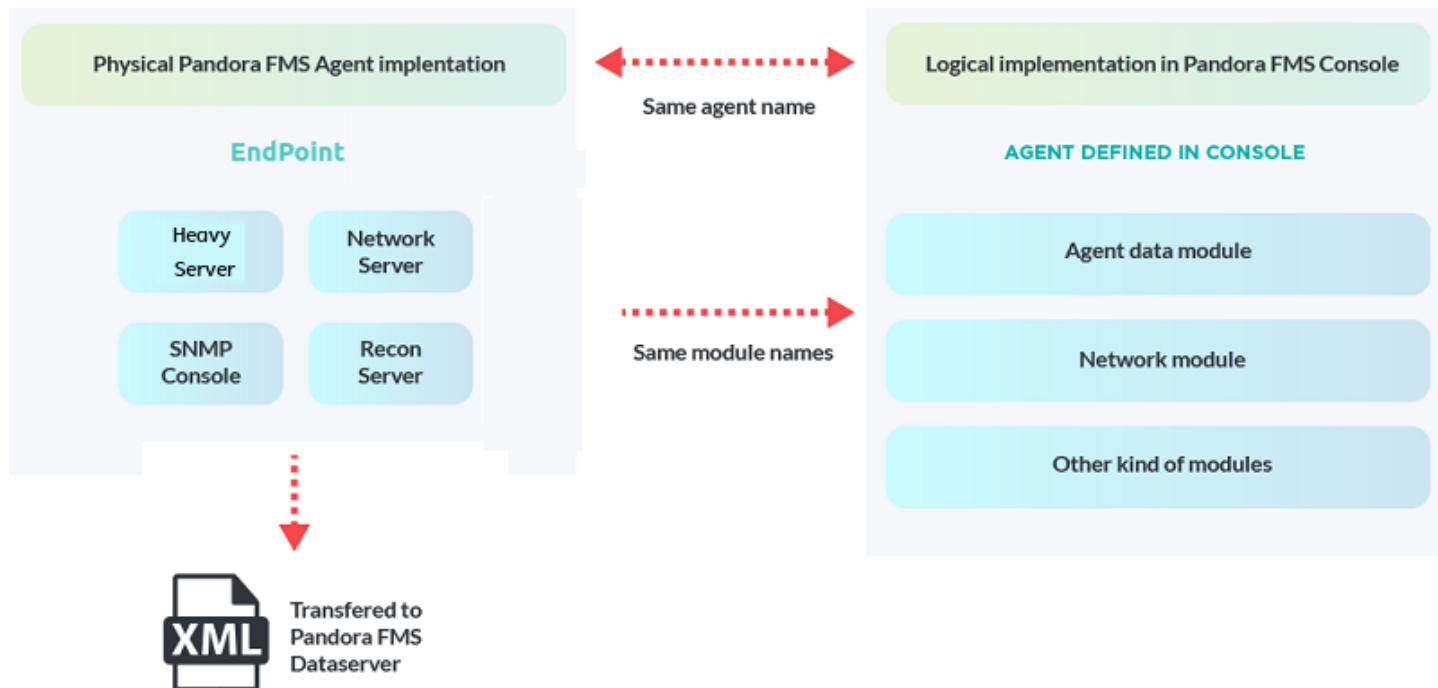 Physical Pandora FMS Agent implentation
Same agent name
Logical implementation in Pandora FMS Console
EndPoint
AGENT DEFINED IN CONSOLE
Heavy
Server
Network
Server
SNMP
Console
Recon
Server
Same module names
Agent data module
Network module
Other kind of modules
XML
Transfered to
Pandora FMS
Dataserver